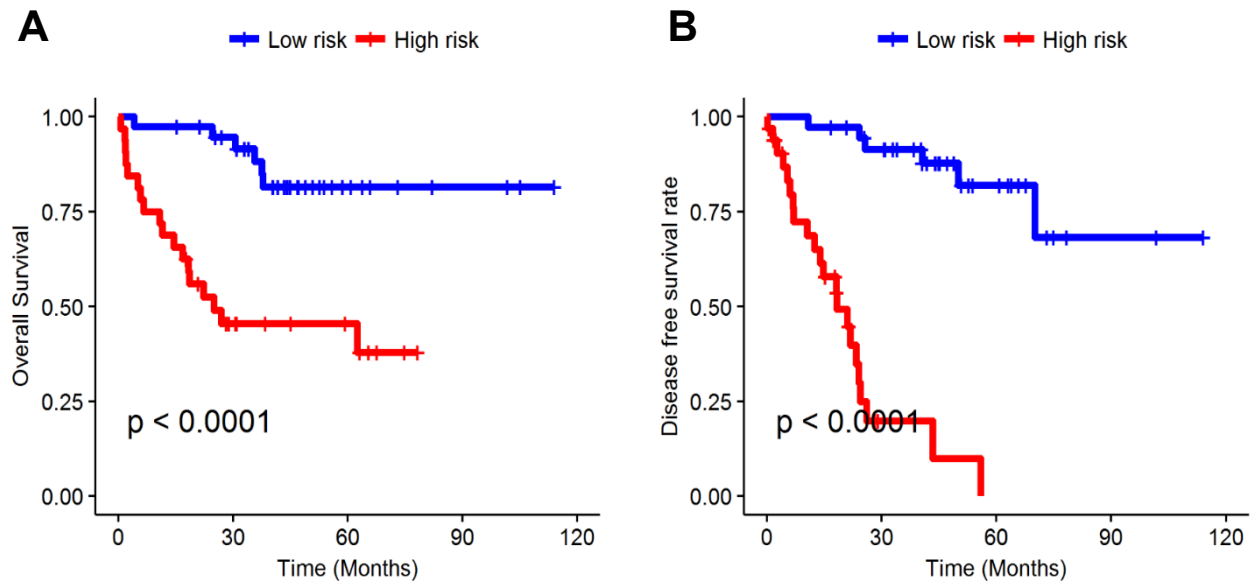 A
Low risk High risk
Overall Survival
1.00
0.75
0.50
0.25
0.00
p < 0.0001
0 30 60 90 120
Time (Months)
B
Low risk High risk
Disease free survival rate
1.00
0.75
0.50
0.25
0.00
p < 0.0001
0 30 60 90 120
Time (Months)